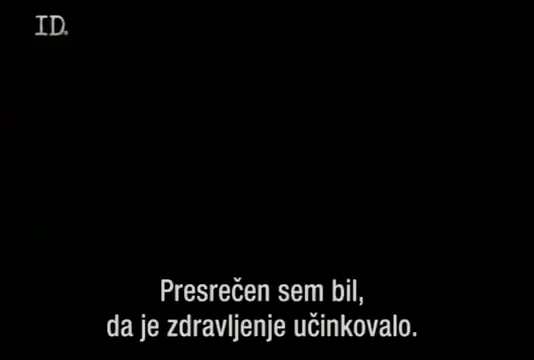 ID.
Presrečen sem bil,
da je zdravljenje učinkovalo.